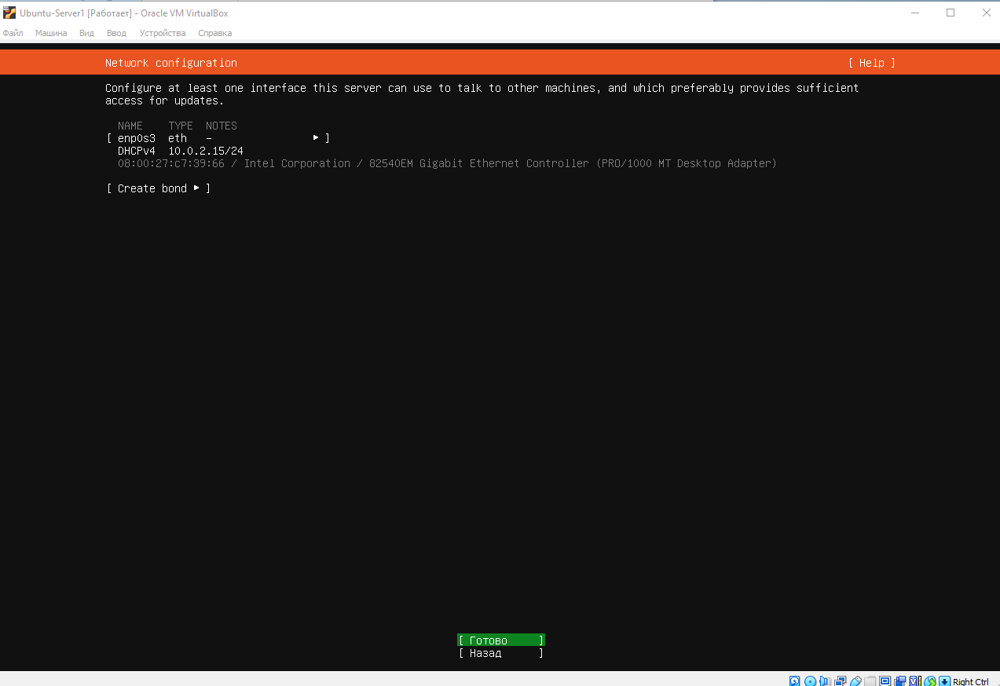 Ubuntu-Server1 [Работает] - Oracle VM VirtualBox
Файл Машина Вид Ввод Устройства Справка
Network configuration [ Help ]
Configure at least one interface this server can use to talk to other machines, and which preferably provides sufficient
access for updates.
NAME TYPE NOTES
[ enp0s3 eth – ▸ ]
DHCPv4 10.0.2.15/24
08:00:27:c7:39:66 / Intel Corporation / 82540EM Gigabit Ethernet Controller (PRO/1000 MT Desktop Adapter)
[ Create bond ▸ ]
[ Готово ]
[ Назад ]
Right Ctrl